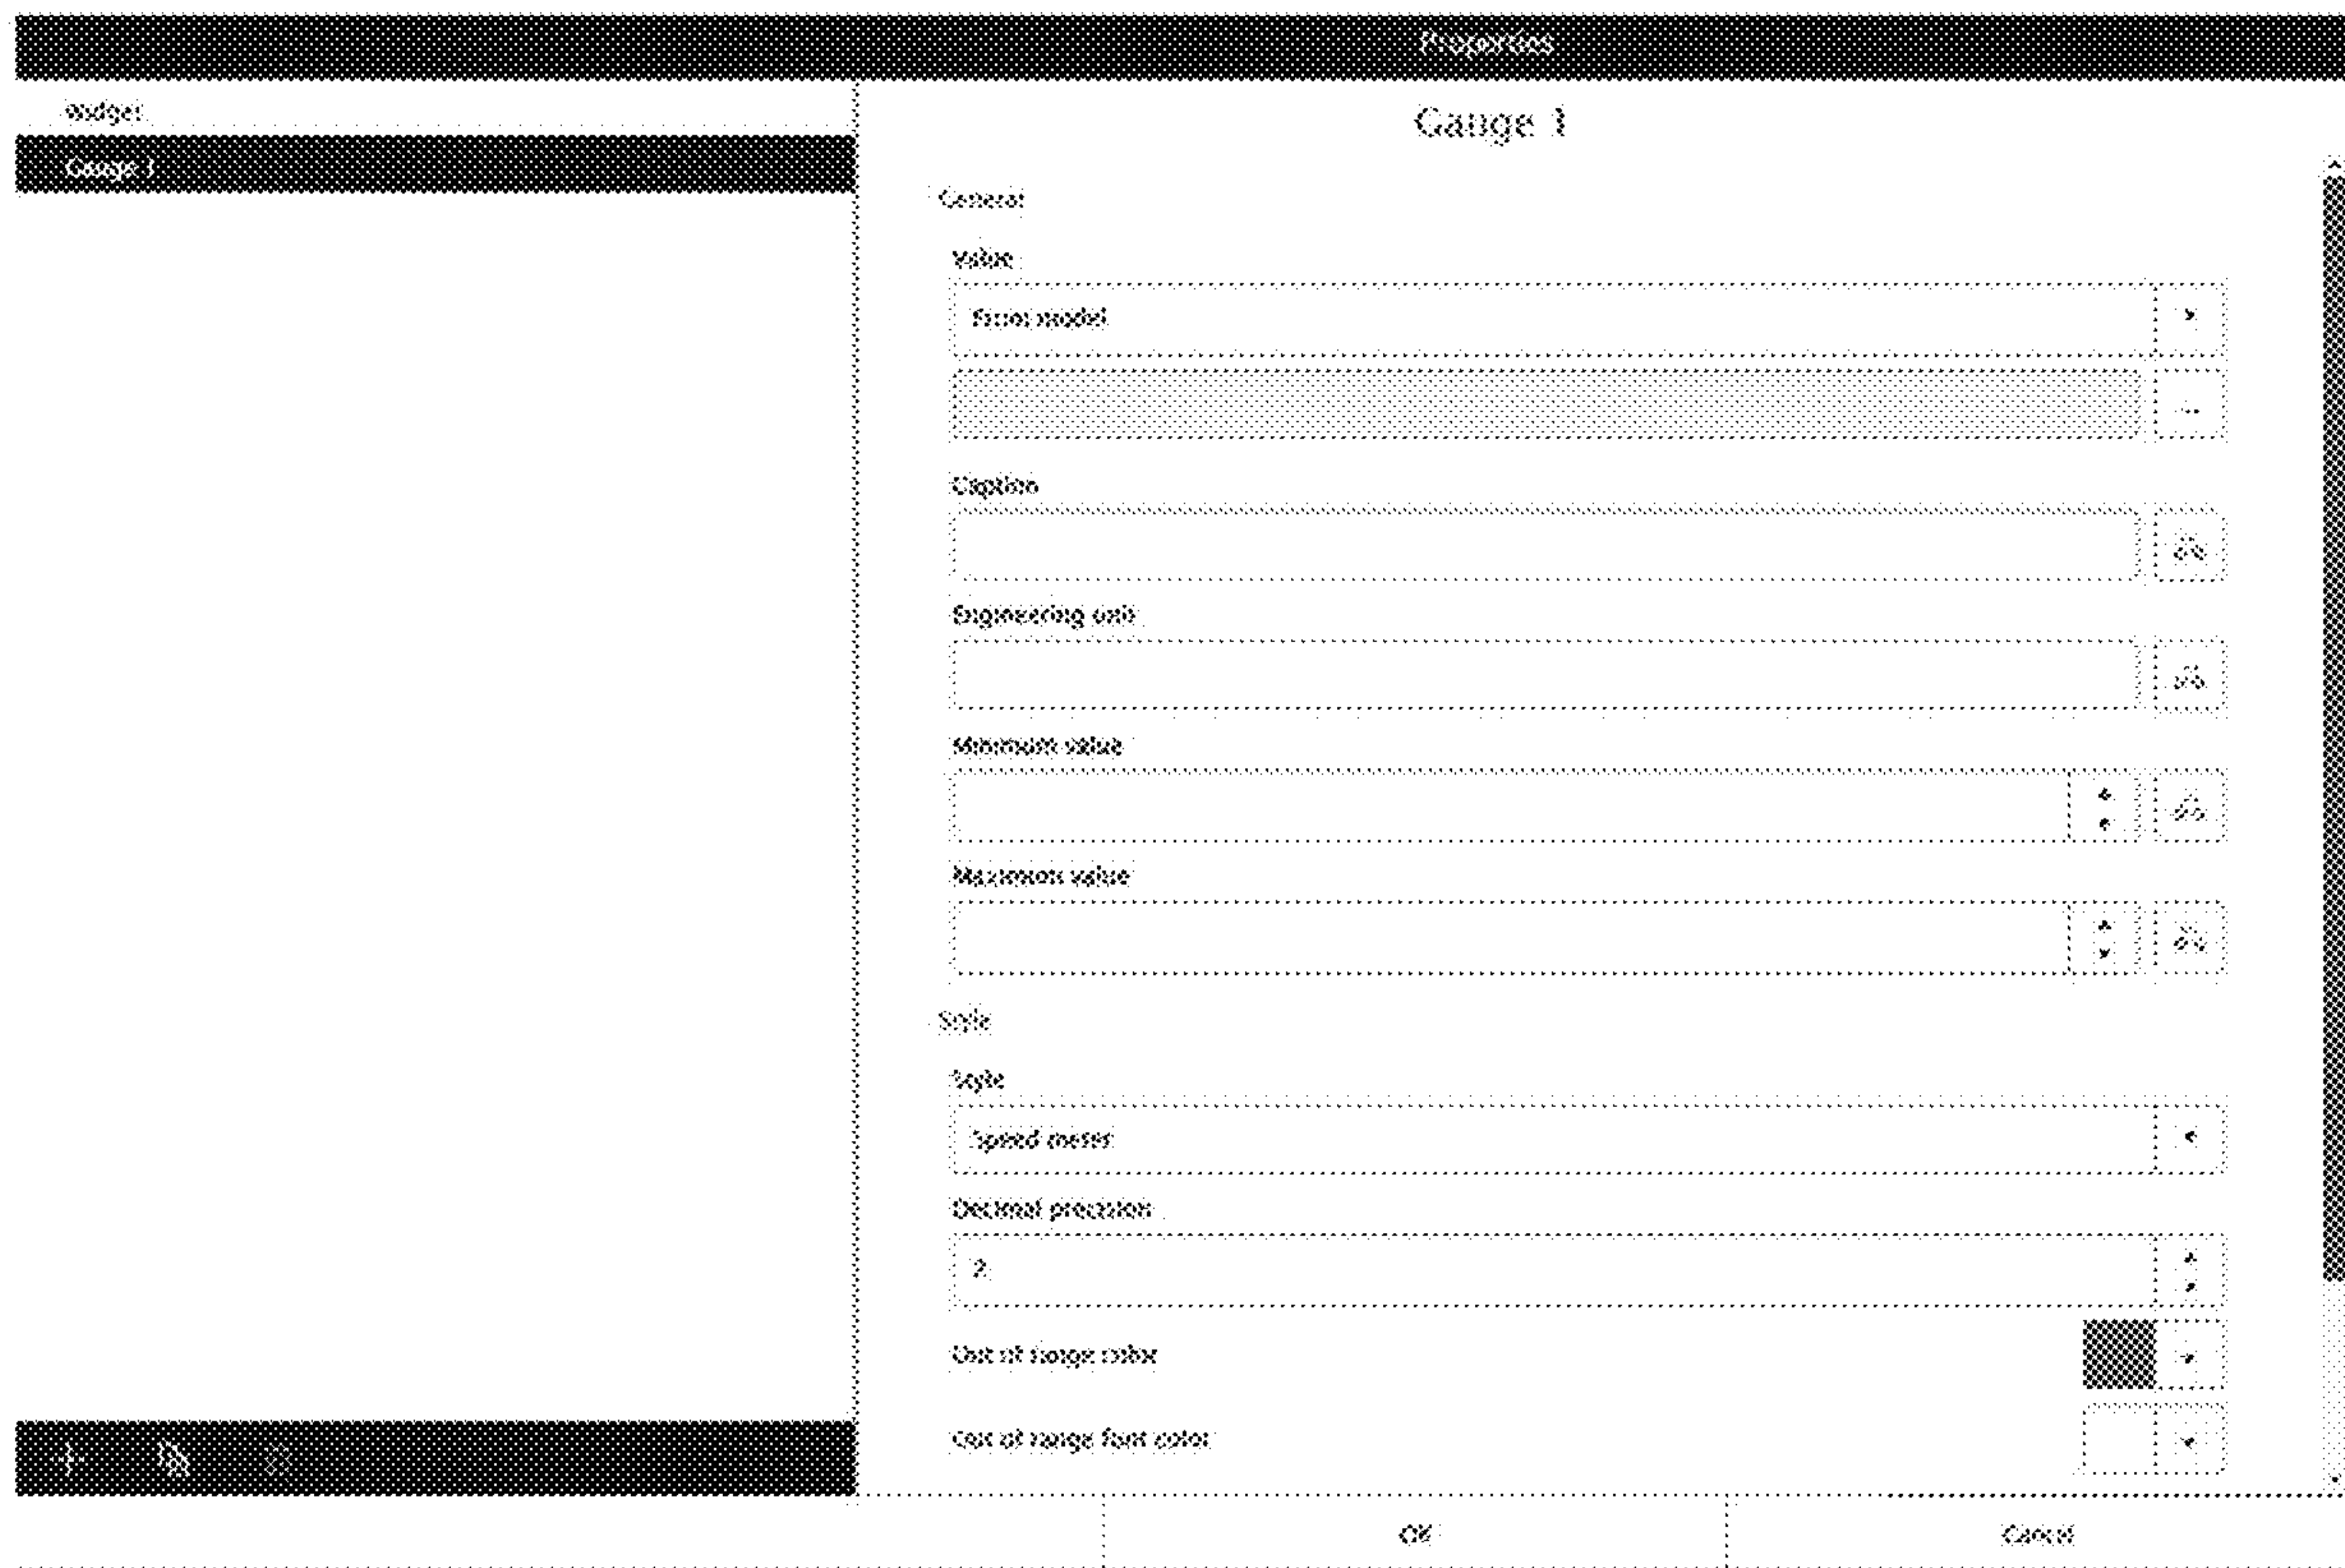 Properties
Widget
Gauge 1
Gauge 1
General
Value
From model
...
Caption
Engineering unit
Minimum value
Maximum value
Style
Style
Speed meter
Decimal precision
2
Out of range color
Out of range font color
OK
Cancel